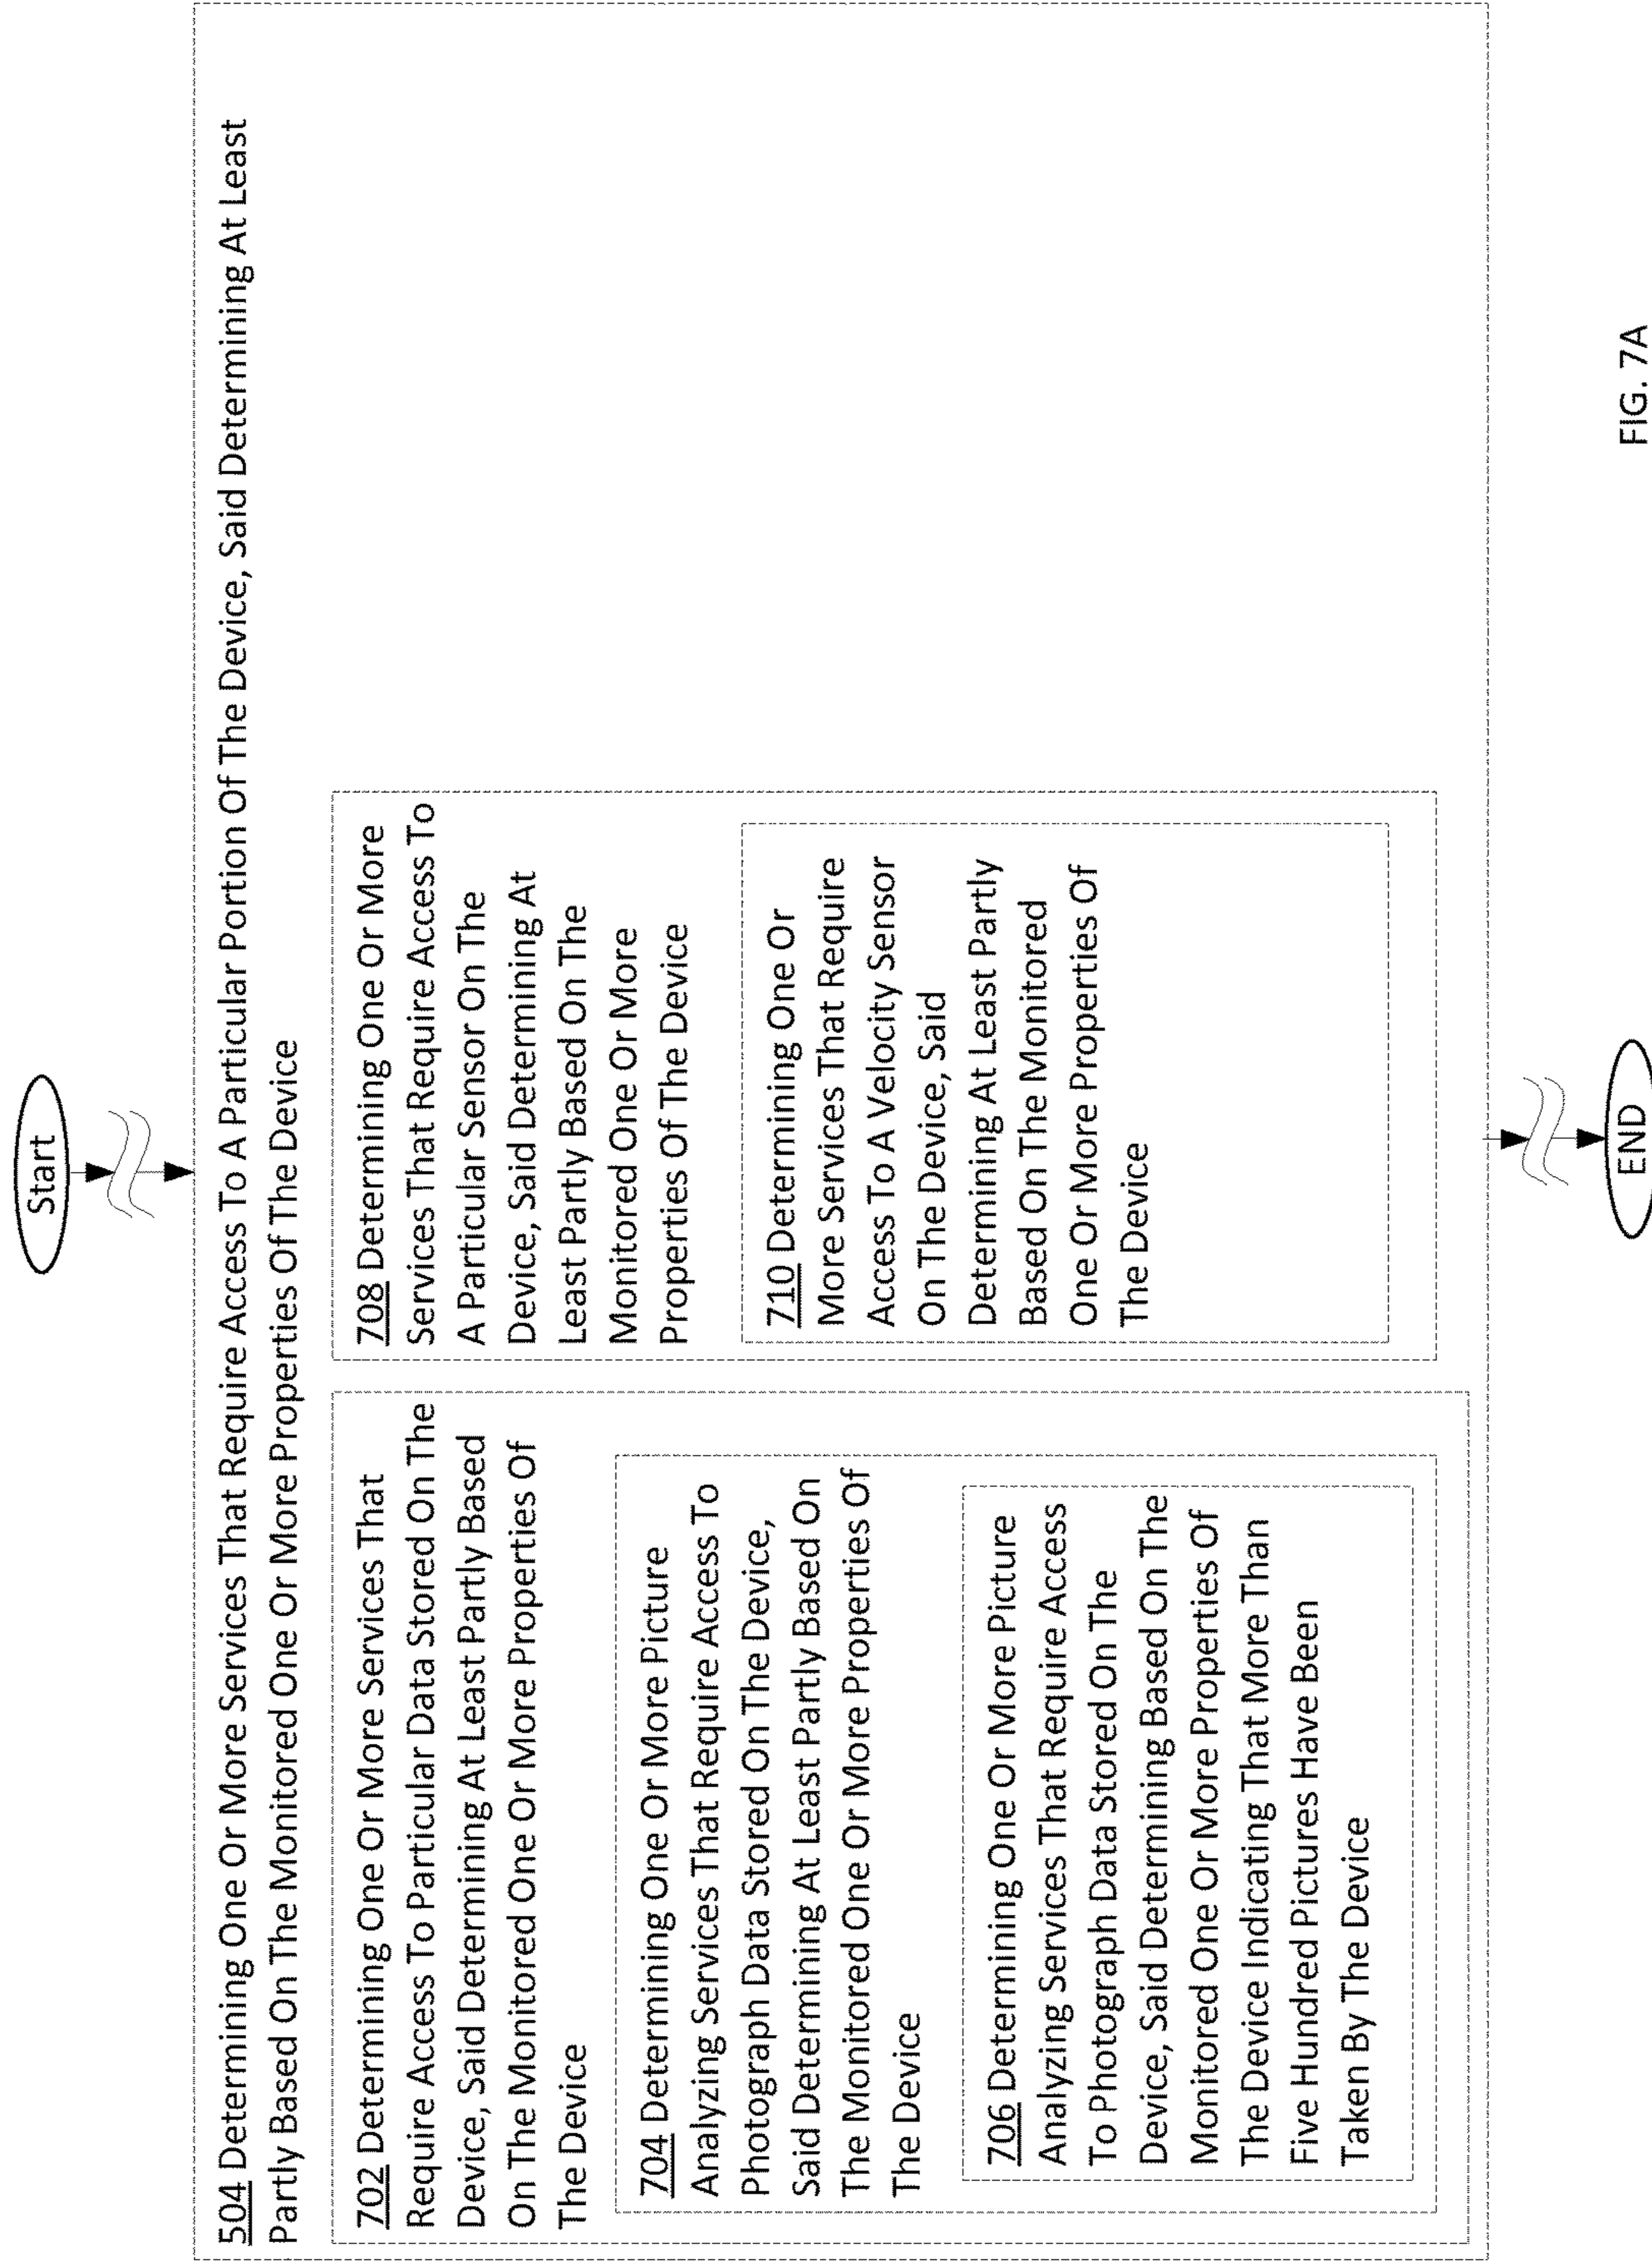 Start
504 Determining One Or More Services That Require Access To A Particular Portion Of The Device, Said Determining At Least
Partly Based On The Monitored One Or More Properties Of The Device
702 Determining One Or More Services That
Require Access To Particular Data Stored On The
Device, Said Determining At Least Partly Based
On The Monitored One Or More Properties Of
The Device
704 Determining One Or More Picture
Analyzing Services That Require Access To
Photograph Data Stored On The Device,
Said Determining At Least Partly Based On
The Monitored One Or More Properties Of
The Device
706 Determining One Or More Picture
Analyzing Services That Require Access
To Photograph Data Stored On The
Device, Said Determining Based On The
Monitored One Or More Properties Of
The Device Indicating That More Than
Five Hundred Pictures Have Been
Taken By The Device
708 Determining One Or More
Services That Require Access To
A Particular Sensor On The
Device, Said Determining At
Least Partly Based On The
Monitored One Or More
Properties Of The Device
710 Determining One Or
More Services That Require
Access To A Velocity Sensor
On The Device, Said
Determining At Least Partly
Based On The Monitored
One Or More Properties Of
The Device
END
FIG. 7A